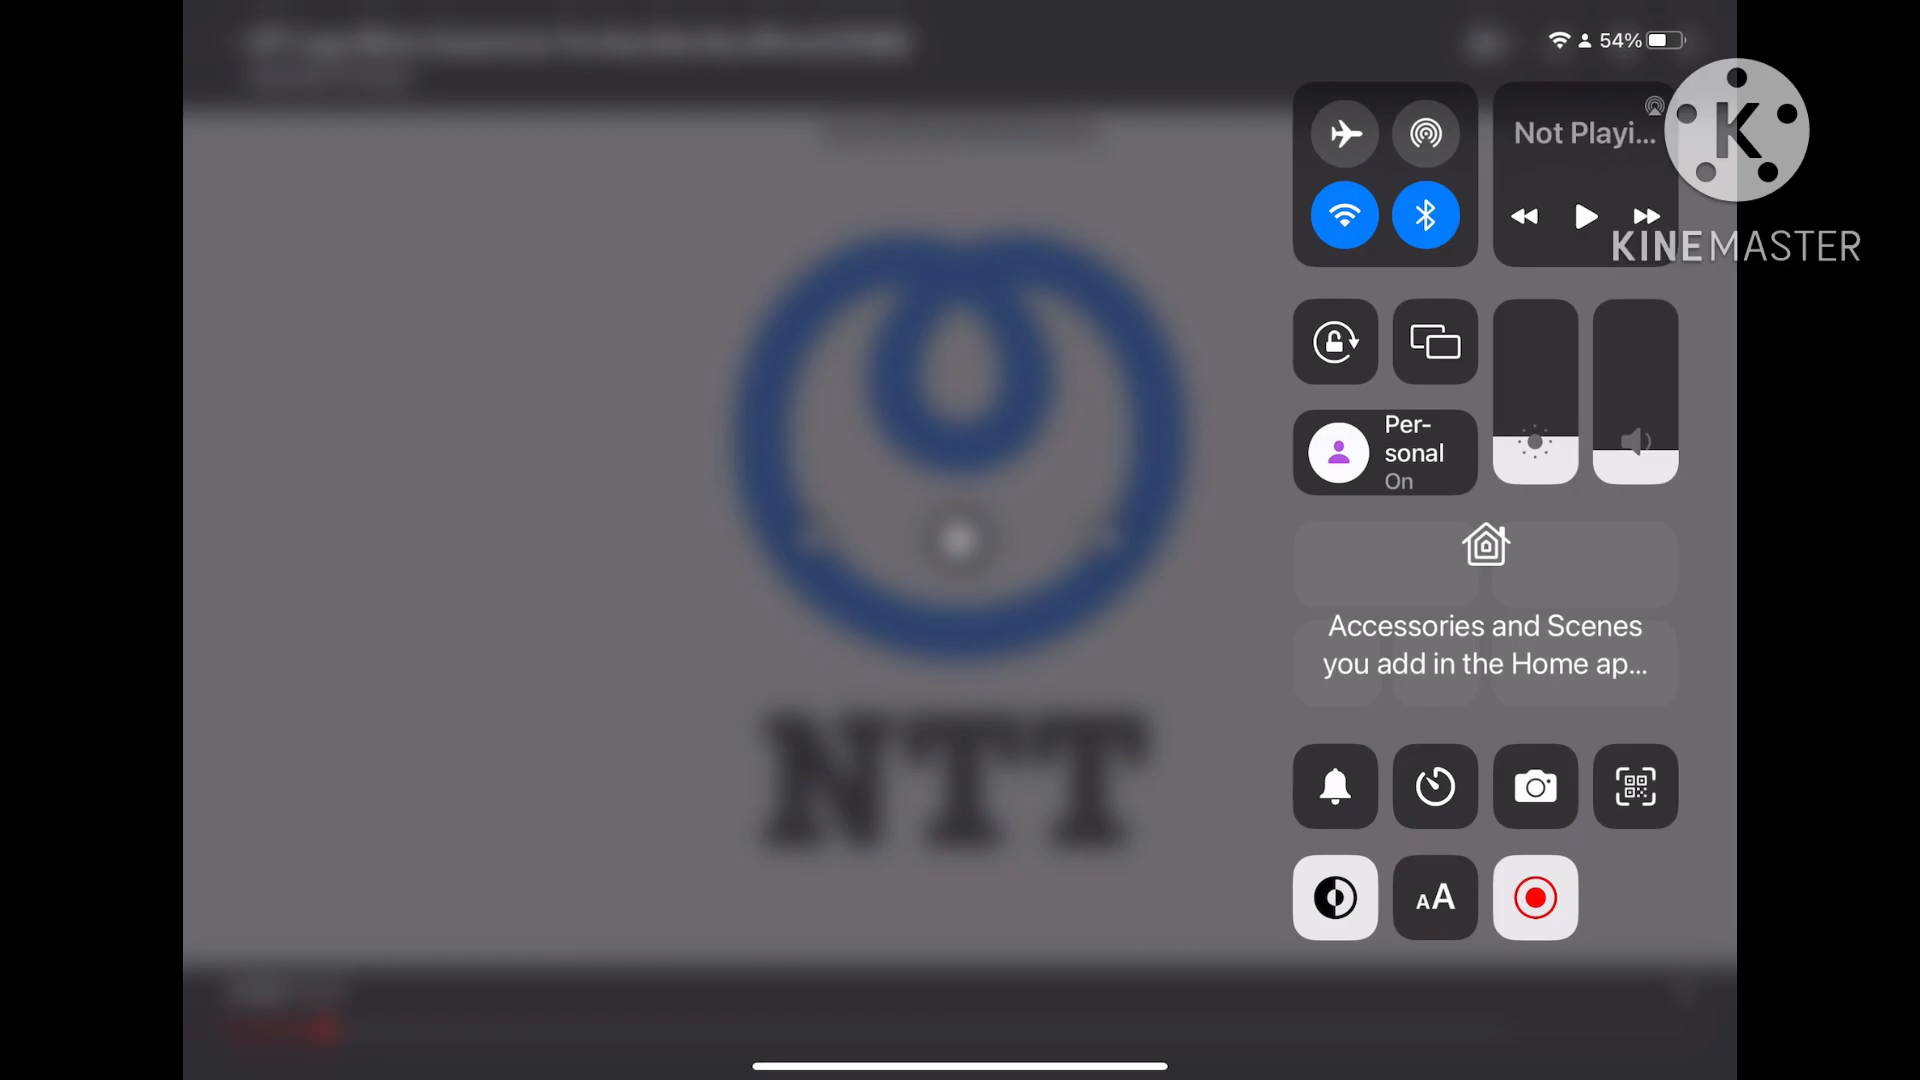 54%
Not Playi...
K
KINEMASTER
Per-
sonal
On
Accessories and Scenes
you add in the Home ap...
NTT
AA